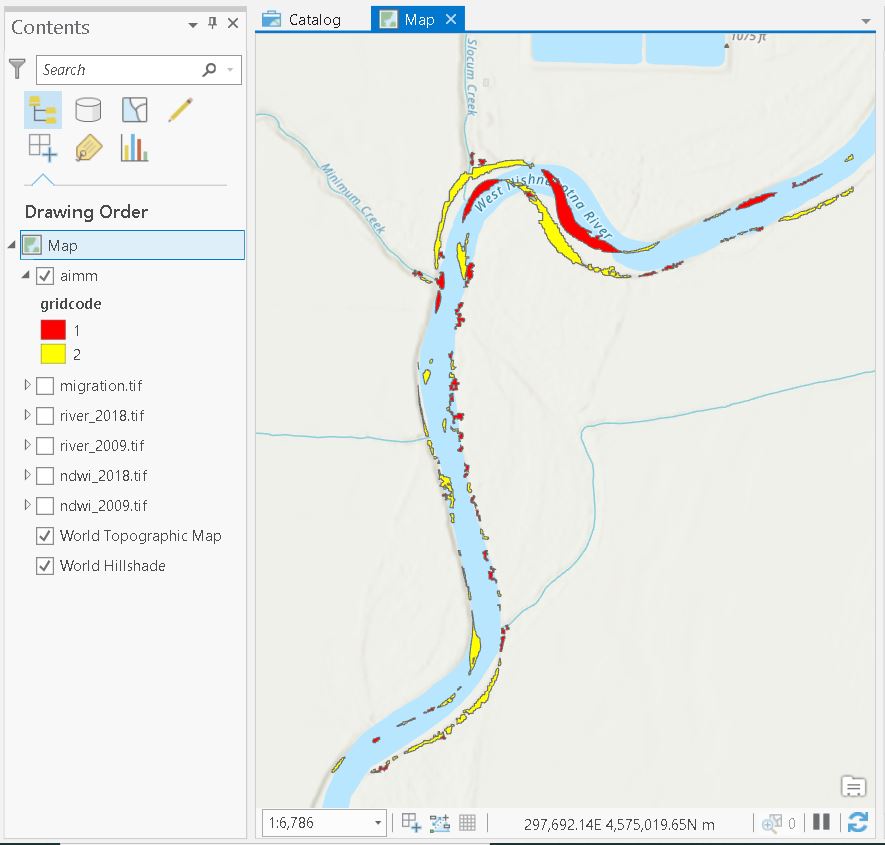 Contents
Search
Drawing Order
Map
aimm
gridcode
1
2
migration.tif
river_2018.tif
river_2009.tif
ndwi_2018.tif
ndwi_2009.tif
World Topographic Map
World Hillshade
Catalog
Map
1075 ft
Slocum Creek
Minimum Creek
West Nishnabotna River
1:6,786
297,692.14E 4,575,019.65N m
0